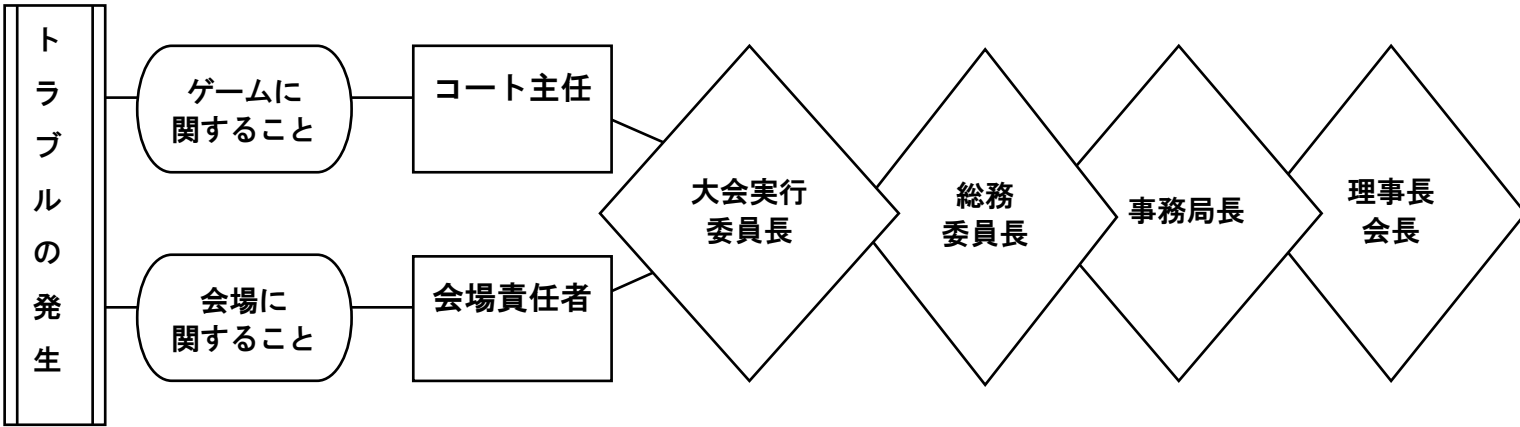 トラブルの発生
ゲームに
関すること
コート主任
会場に
関すること
会場責任者
大会実行
委員長
総務
委員長
事務局長
理事長
会長